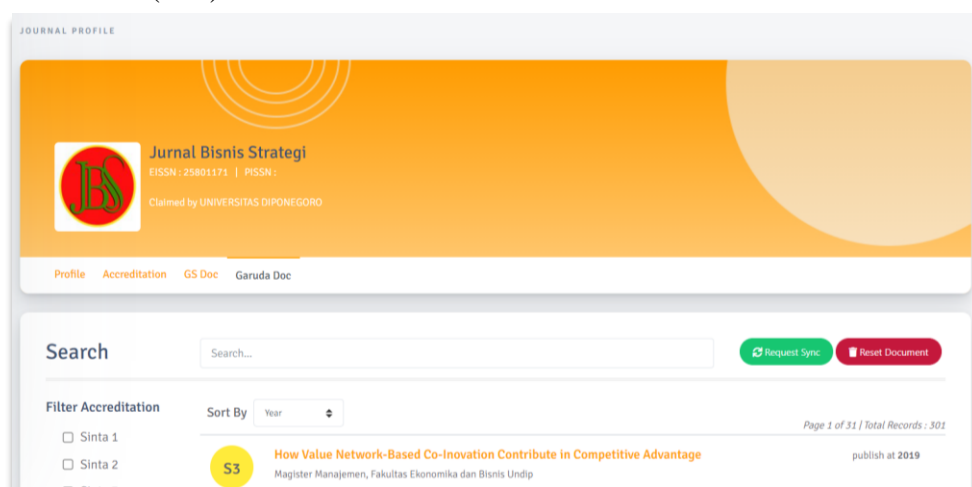 JOURNAL PROFILE
JBS
Jurnal Bisnis Strategi
EISSN : 25801171 | PISSN :
Claimed by UNIVERSITAS DIPONEGORO
Profile Accreditation GS Doc Garuda Doc
Search
Search...
Request Sync
Reset Document
Filter Accreditation
Sort By Year
Page 1 of 31 | Total Records : 301
Sinta 1
Sinta 2
S3
How Value Network-Based Co-Inovation Contribute in Competitive Advantage
publish at 2019
Magister Manajemen, Fakultas Ekonomika dan Bisnis Undip